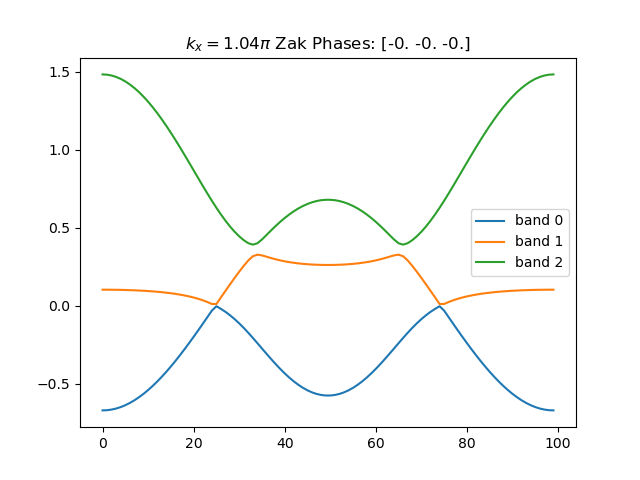 $k_x = 1.04\pi$ Zak Phases: [-0. -0. -0.]
1.5
1.0
0.5
0.0
−0.5
band 0
band 1
band 2
0 20 40 60 80 100